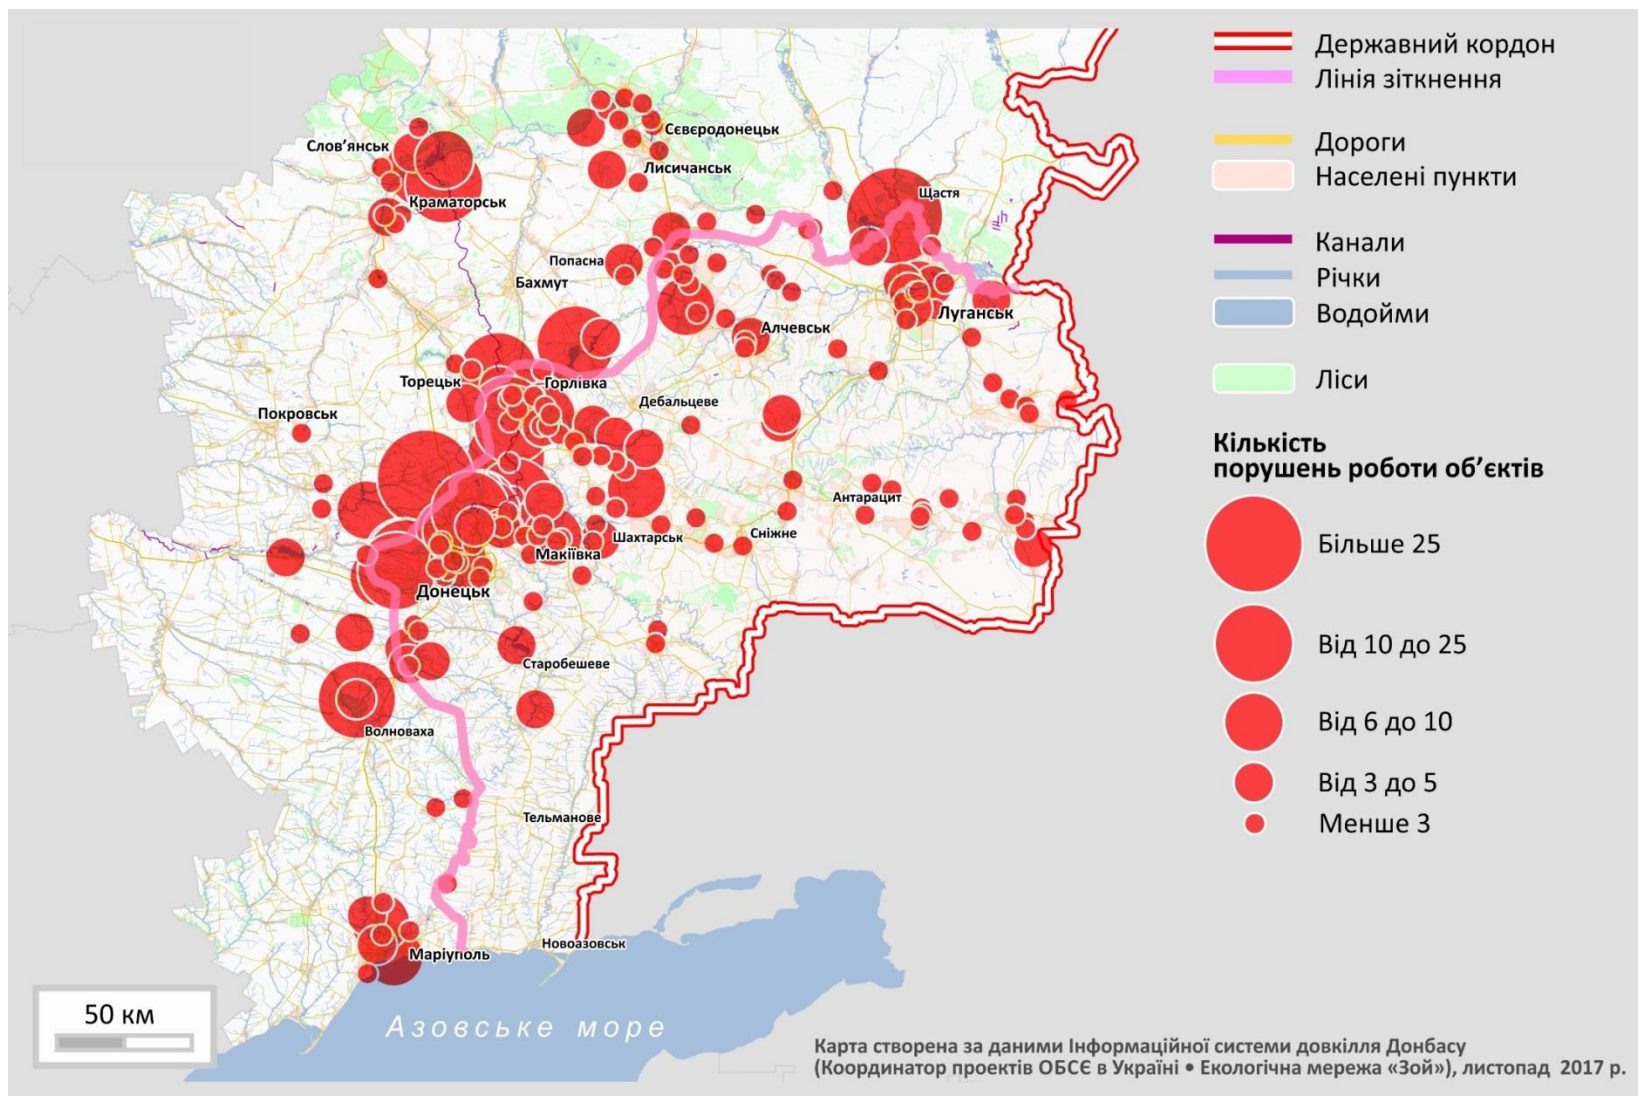 Державний кордон
Лінія зіткнення
Дороги
Населені пункти
Канали
Річки
Водойми
Ліси
Кількість
порушень роботи об’єктів
Більше 25
Від 10 до 25
Від 6 до 10
Від 3 до 5
Менше 3
Сєвєродонецьк
Слов’янськ
Лисичанськ
Щастя
Краматорськ
Попасна
Бахмут
Луганськ
Алчевськ
Торецьк
Горлівка
Дебальцеве
Покровськ
Антарацит
Сніжне
Шахтарськ
Макіївка
Донецьк
Старобешеве
Волноваха
Тельманове
Новоазовськ
Маріуполь
50 км
Азовське море
Карта створена за даними Інформаційної системи довкілля Донбасу
(Координатор проектів ОБСЄ в Україні • Екологічна мережа «Зой»), листопад 2017 р.